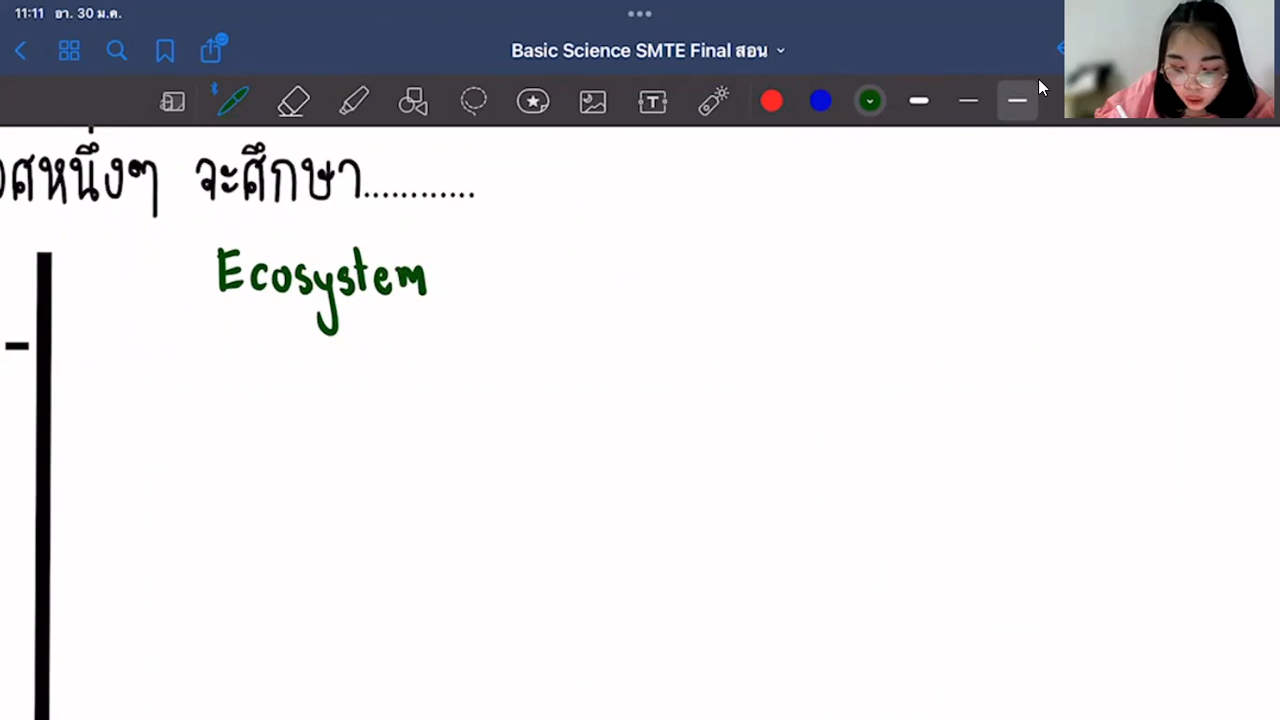 11:11 อา. 30 ม.ค.
Basic Science SMTE Final สอน
ศหนึ่งๆ จะศึกษา............
Ecosystem